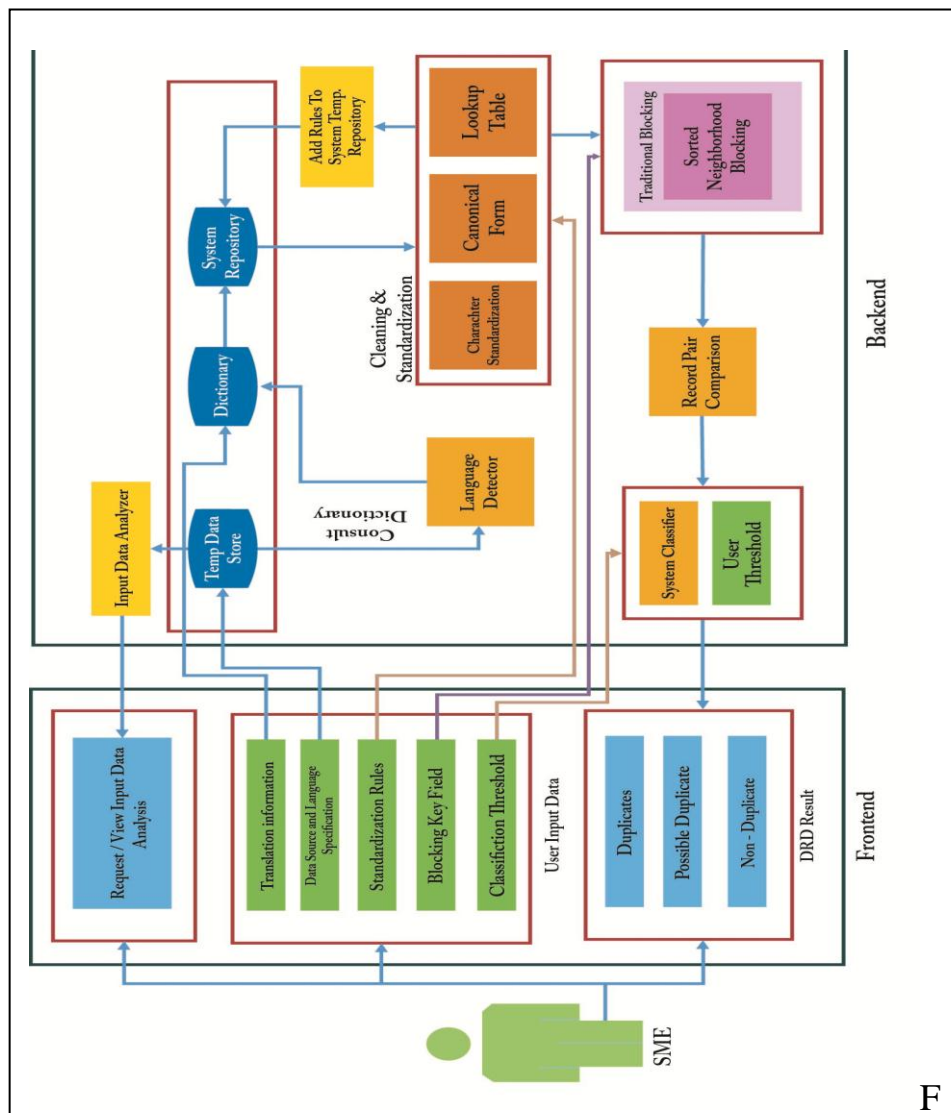 Request / View Input Data
Analysis
Input Data Analyzer
Translation information
Data Source and Language
Specification
Standardization Rules
Blocking Key Field
Classifiction Threshold
User Input Data
Temp Data
Store
Dictionary
System
Repository
Add Rules To
System Temp.
Repository
Consult
Dictionary
Language
Detector
Cleaning &
Standardization
Charachter
Standardization
Canonical
Form
Lookup
Table
Traditional Blocking
Sorted
Neighborhood
Blocking
Record Pair
Comparison
System Classifier
User
Threshold
Duplicates
Possible Duplicate
Non - Duplicate
DRD Result
Frontend
Backend
SME
F